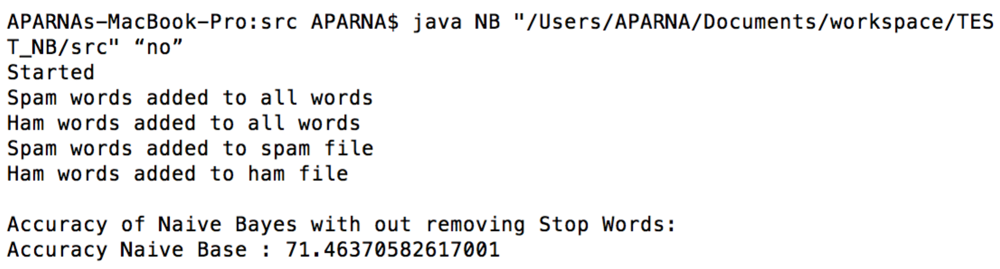 APARNAs-MacBook-Pro:src APARNA$ java NB "/Users/APARNA/Documents/workspace/TES
T_NB/src" “no”
Started
Spam words added to all words
Ham words added to all words
Spam words added to spam file
Ham words added to ham file
Accuracy of Naive Bayes with out removing Stop Words:
Accuracy Naive Base : 71.46370582617001